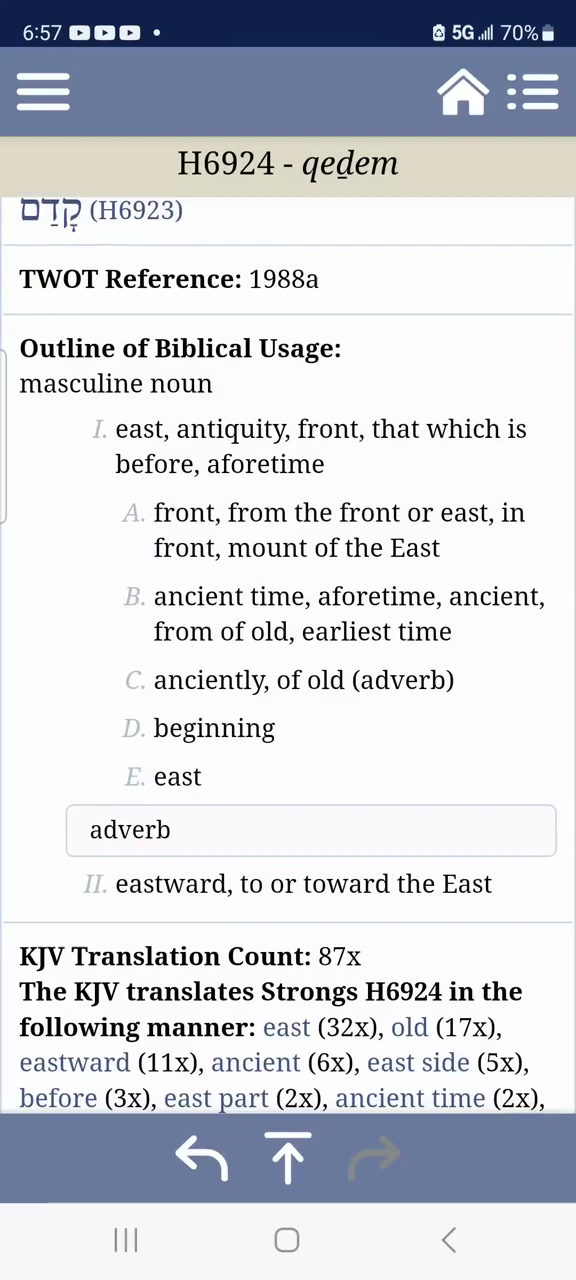 6:57
5G 70%
H6924 - qeḏem
קָדַם (H6923)
TWOT Reference: 1988a
Outline of Biblical Usage:
masculine noun
I. east, antiquity, front, that which is
before, aforetime
A. front, from the front or east, in
front, mount of the East
B. ancient time, aforetime, ancient,
from of old, earliest time
C. anciently, of old (adverb)
D. beginning
E. east
adverb
II. eastward, to or toward the East
KJV Translation Count: 87x
The KJV translates Strongs H6924 in the
following manner: east (32x), old (17x),
eastward (11x), ancient (6x), east side (5x),
before (3x), east part (2x), ancient time (2x),